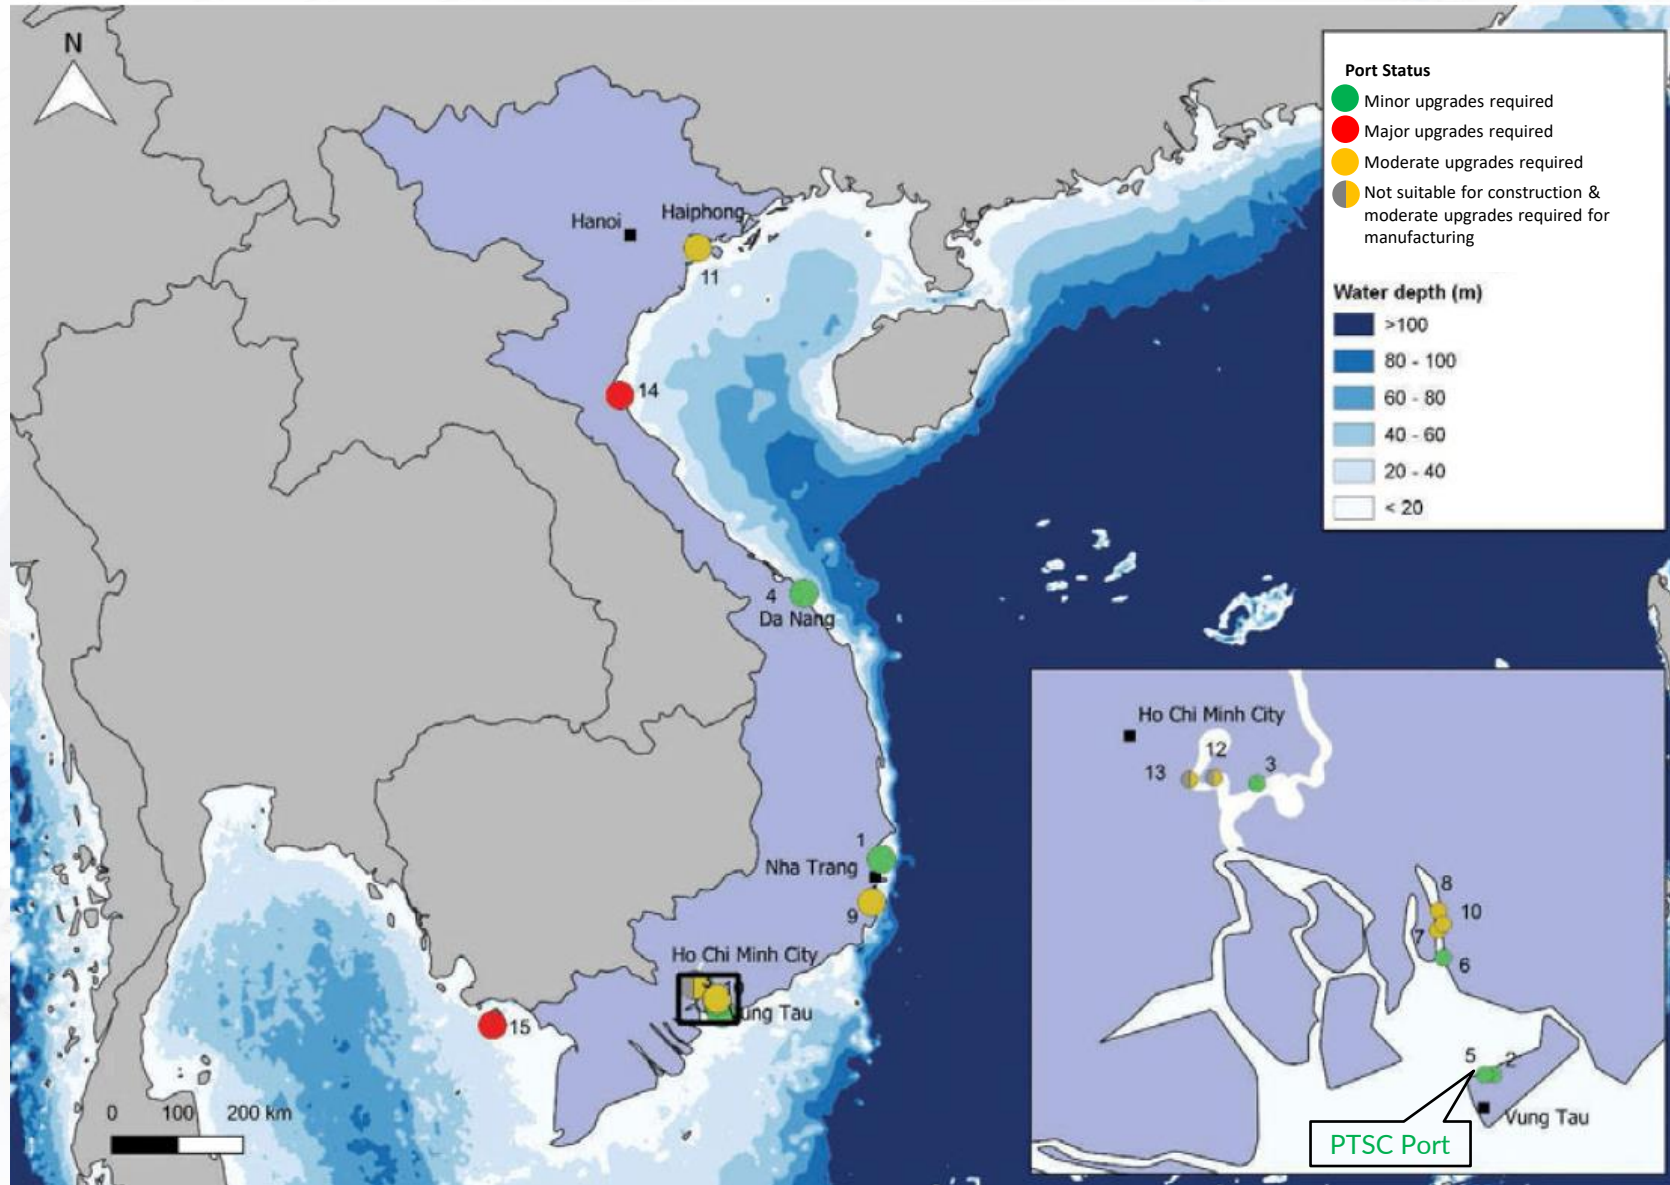 N
Port Status
Minor upgrades required
Major upgrades required
Moderate upgrades required
Not suitable for construction &
moderate upgrades required for
manufacturing
Water depth (m)
>100
80 - 100
60 - 80
40 - 60
20 - 40
< 20
Hanoi
Haiphong
11
14
4
Da Nang
1
Nha Trang
9
Ho Chi Minh City
Vung Tau
15
0 100 200 km
Ho Chi Minh City
12
13
3
8
10
7
6
5
2
Vung Tau
PTSC Port